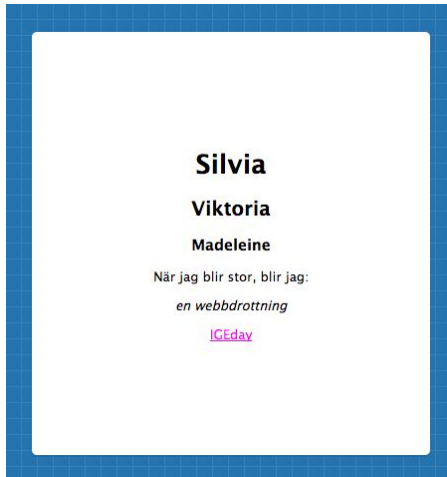 Silvia
Viktoria
Madeleine
När jag blir stor, blir jag:
en webbdrottning
IGEday